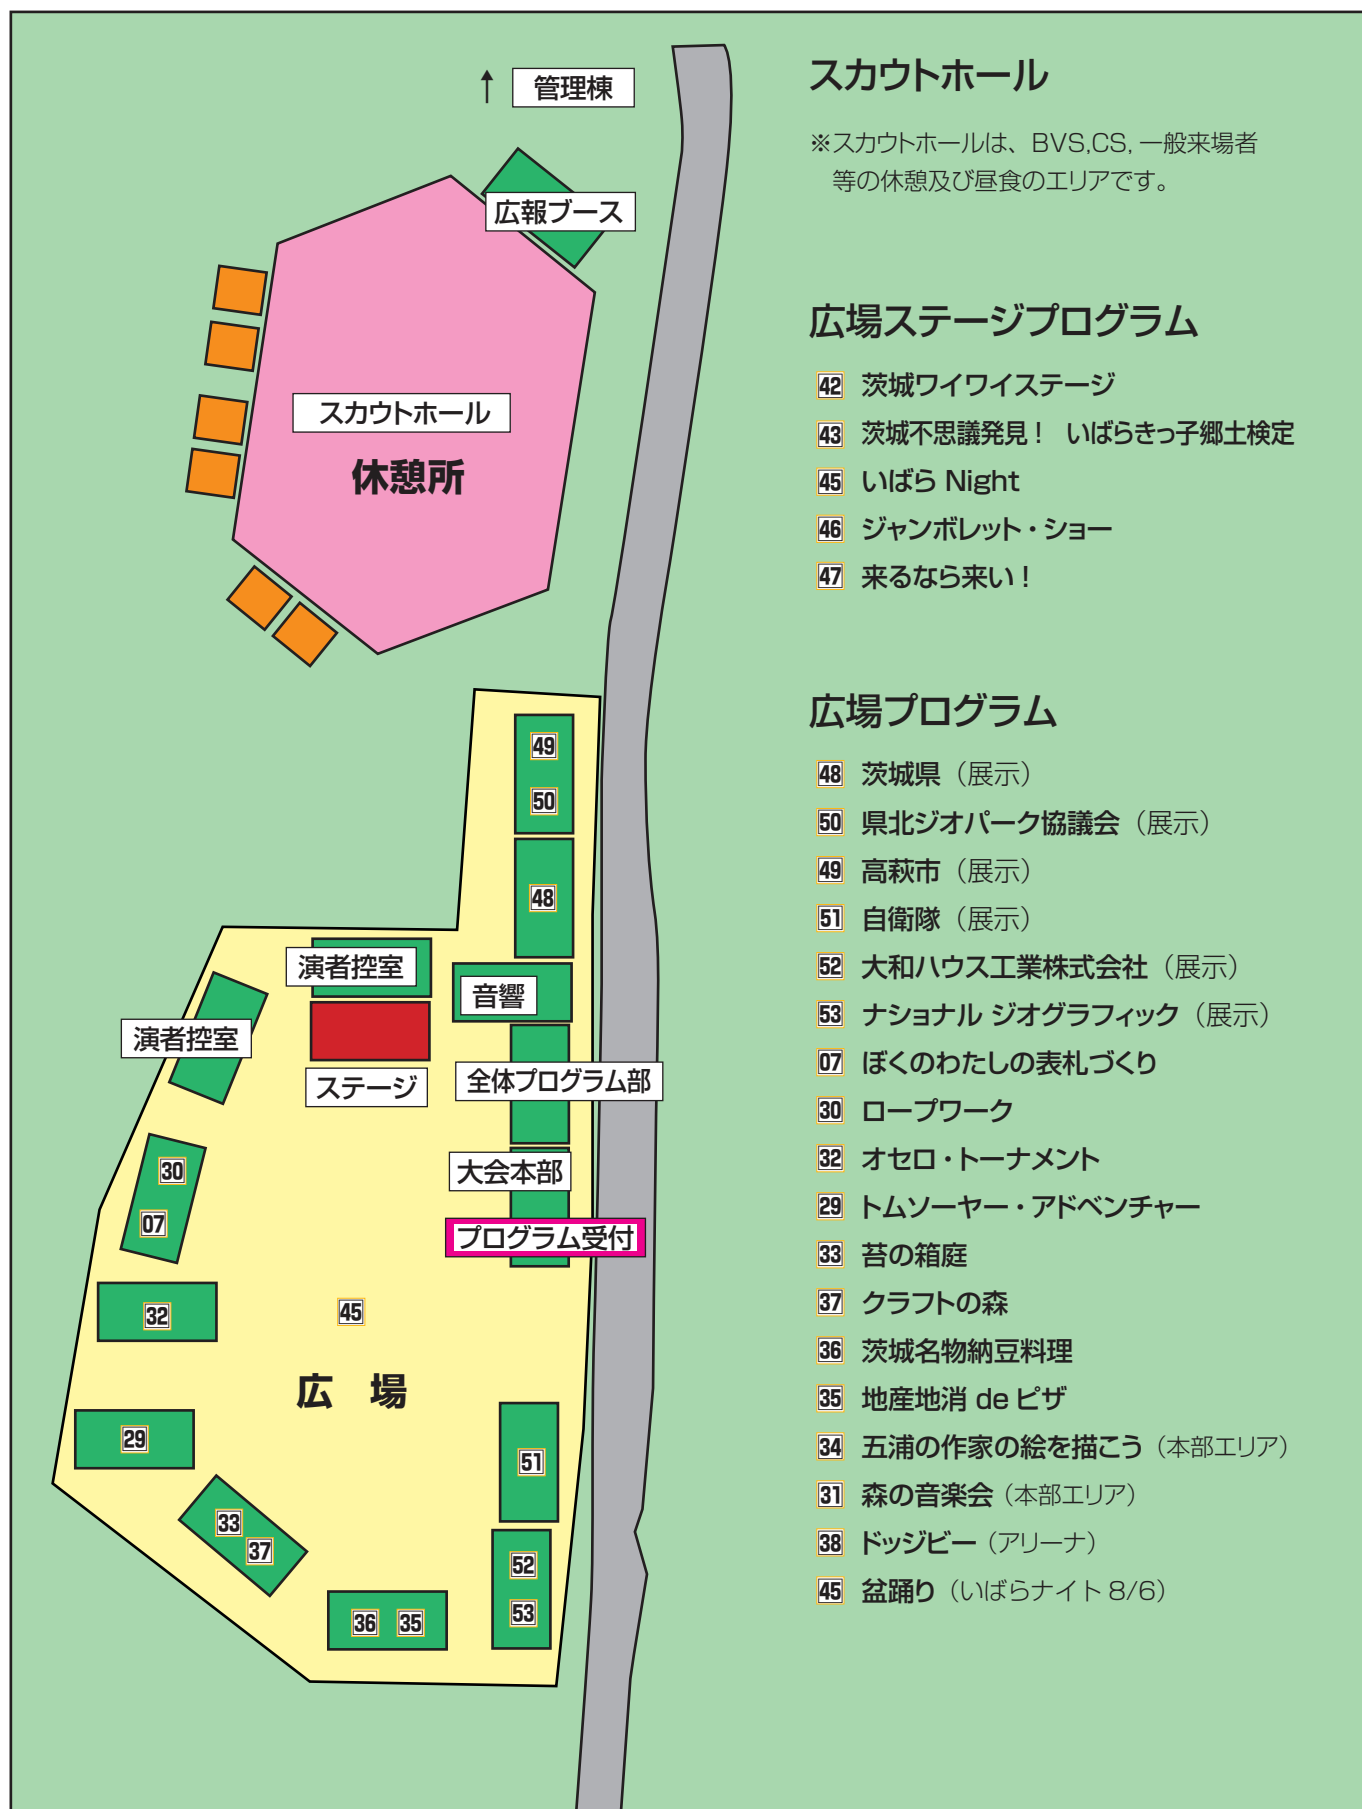 ↑ 管理棟
広報ブース
スカウトホール
休憩所
49
50
48
演者控室
音響
演者控室
ステージ
全体プログラム部
大会本部
プログラム受付
30
07
32
45
広 場
29
51
33
37
52
53
36 35
スカウトホール
※スカウトホールは、BVS,CS, 一般来場者
等の休憩及び昼食のエリアです。
広場ステージプログラム
42 茨城ワイワイステージ
43 茨城不思議発見！ いばらきっ子郷土検定
45 いばら Night
46 ジャンボレット・ショー
47 来るなら来い！
広場プログラム
48 茨城県（展示）
50 県北ジオパーク協議会（展示）
49 高萩市（展示）
51 自衛隊（展示）
52 大和ハウス工業株式会社（展示）
53 ナショナル ジオグラフィック（展示）
07 ぼくのわたしの表札づくり
30 ロープワーク
32 オセロ・トーナメント
29 トムソーヤー・アドベンチャー
33 苔の箱庭
37 クラフトの森
36 茨城名物納豆料理
35 地産地消 de ピザ
34 五浦の作家の絵を描こう（本部エリア）
31 森の音楽会（本部エリア）
38 ドッジビー（アリーナ）
45 盆踊り（いばらナイト 8/6）